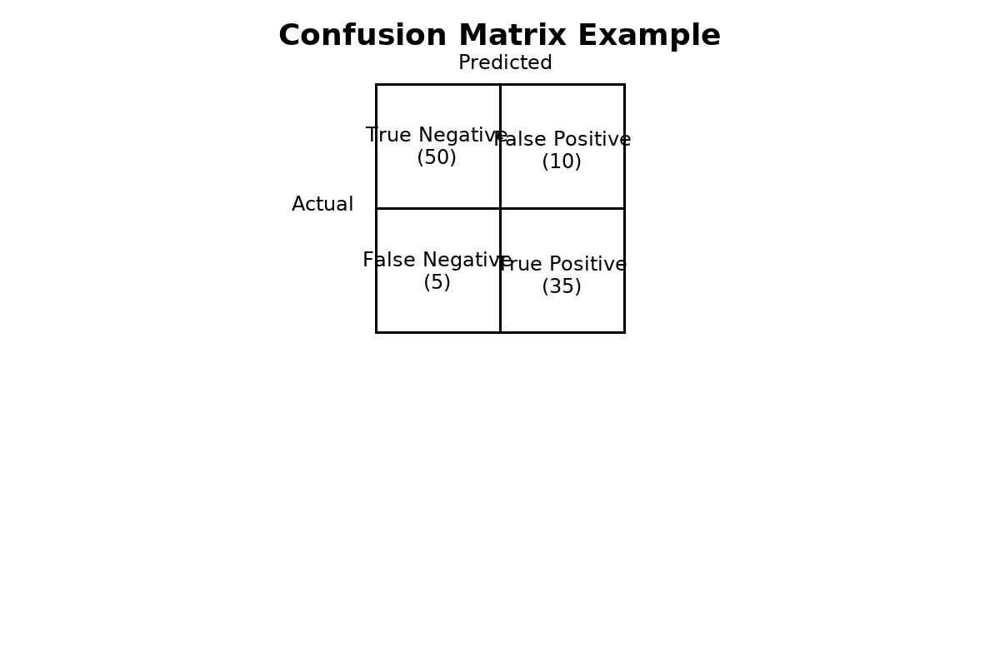 Confusion Matrix Example
Predicted
True Negative
(50)
False Positive
(10)
Actual
False Negative
(5)
True Positive
(35)